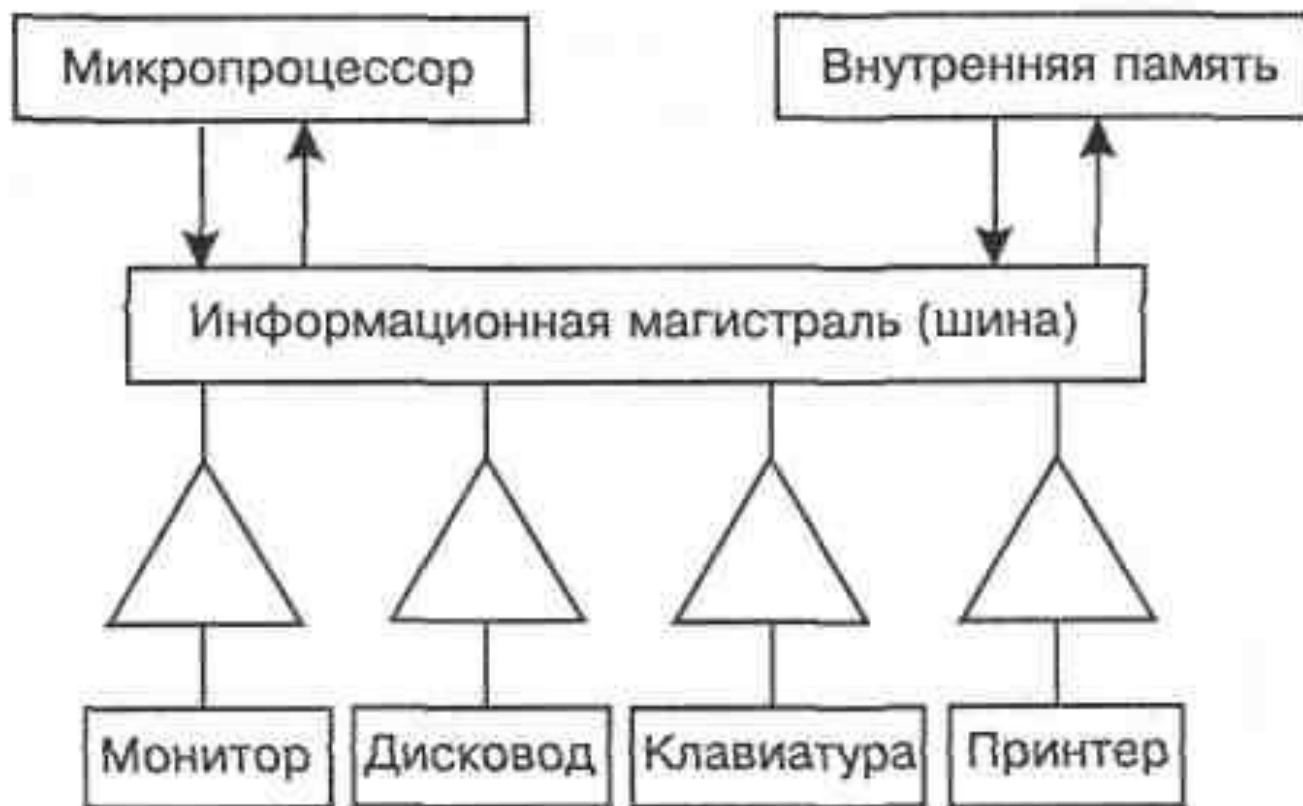 Микропроцессор
Внутренняя память
Информационная магистраль (шина)
Монитор
Дисковод
Клавиатура
Принтер